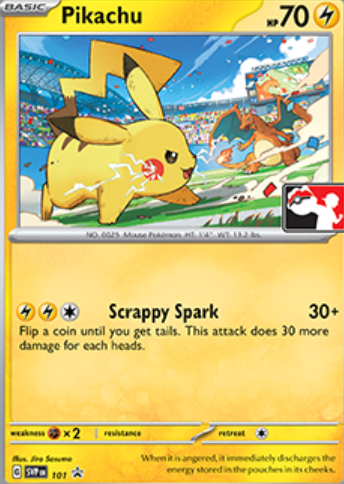 BASIC
Pikachu
HP 70
NO. 0025 Mouse Pokémon HT: 1'4" WT: 13.2 lbs.
Scrappy Spark 30+
Flip a coin until you get tails. This attack does 30 more
damage for each heads.
weakness ×2 resistance retreat
Illus. Jiro Sasumo
G SVP EN 101
When it is angered, it immediately discharges the
energy stored in the pouches in its cheeks.